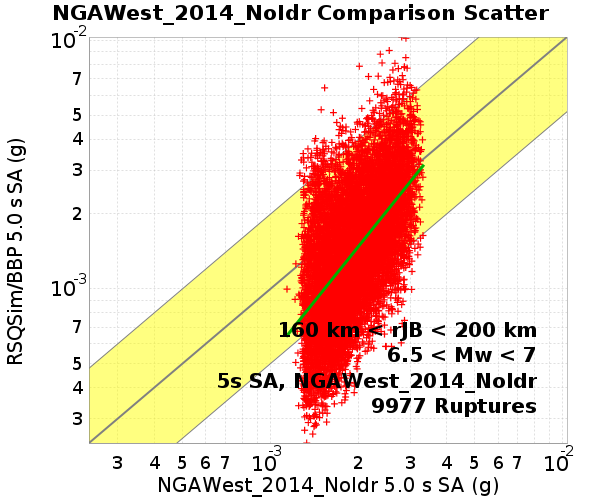 NGAWest_2014_NoIdr Comparison Scatter
10-2
7
5
4
3
2
10-3
7
5
4
3
RSQSim/BBP 5.0 s SA (g)
160 km < rJB < 200 km
6.5 < Mw < 7
5s SA, NGAWest_2014_NoIdr
9977 Ruptures
3 4 5 6 7 10-3 2 3 4 5 6 7 10-2
NGAWest_2014_NoIdr 5.0 s SA (g)